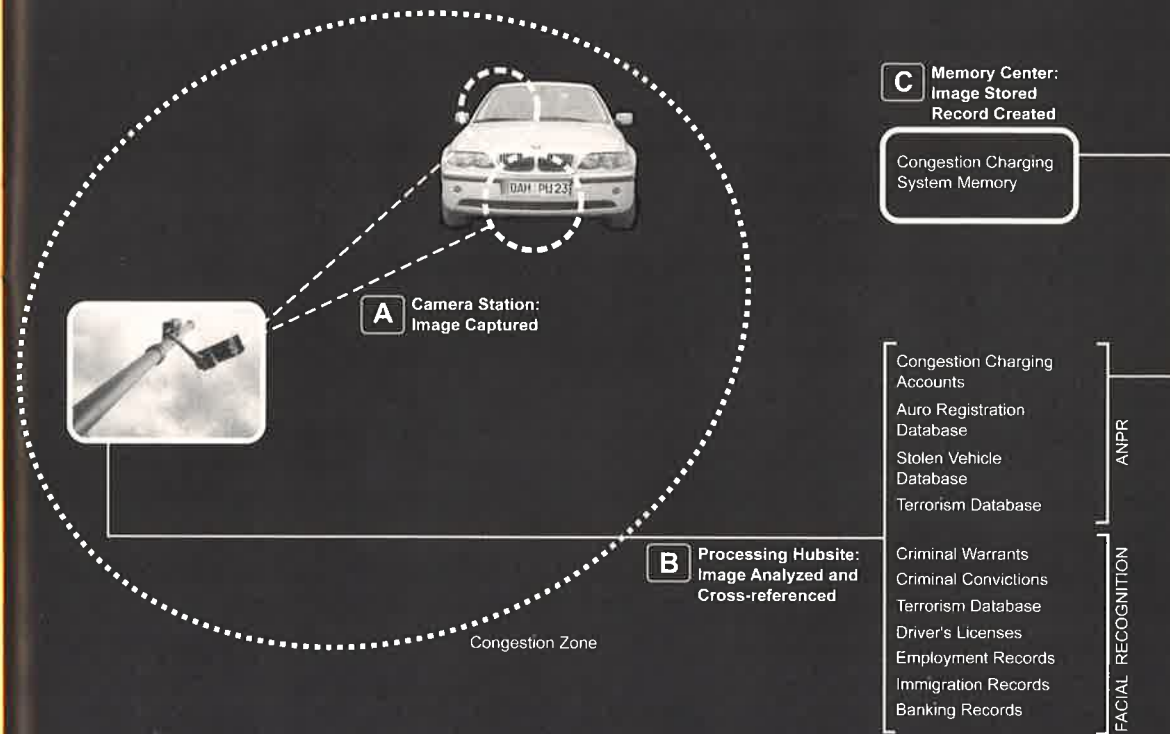 C
Memory Center:
Image Stored
Record Created
Congestion Charging
System Memory
A
Camera Station:
Image Captured
Congestion Charging
Accounts
Auro Registration
Database
Stolen Vehicle
Database
Terrorism Database
ANPR
B
Processing Hubsite:
Image Analyzed and
Cross-referenced
Criminal Warrants
Criminal Convictions
Terrorism Database
Driver's Licenses
Employment Records
Immigration Records
Banking Records
FACIAL RECOGNITION
Congestion Zone